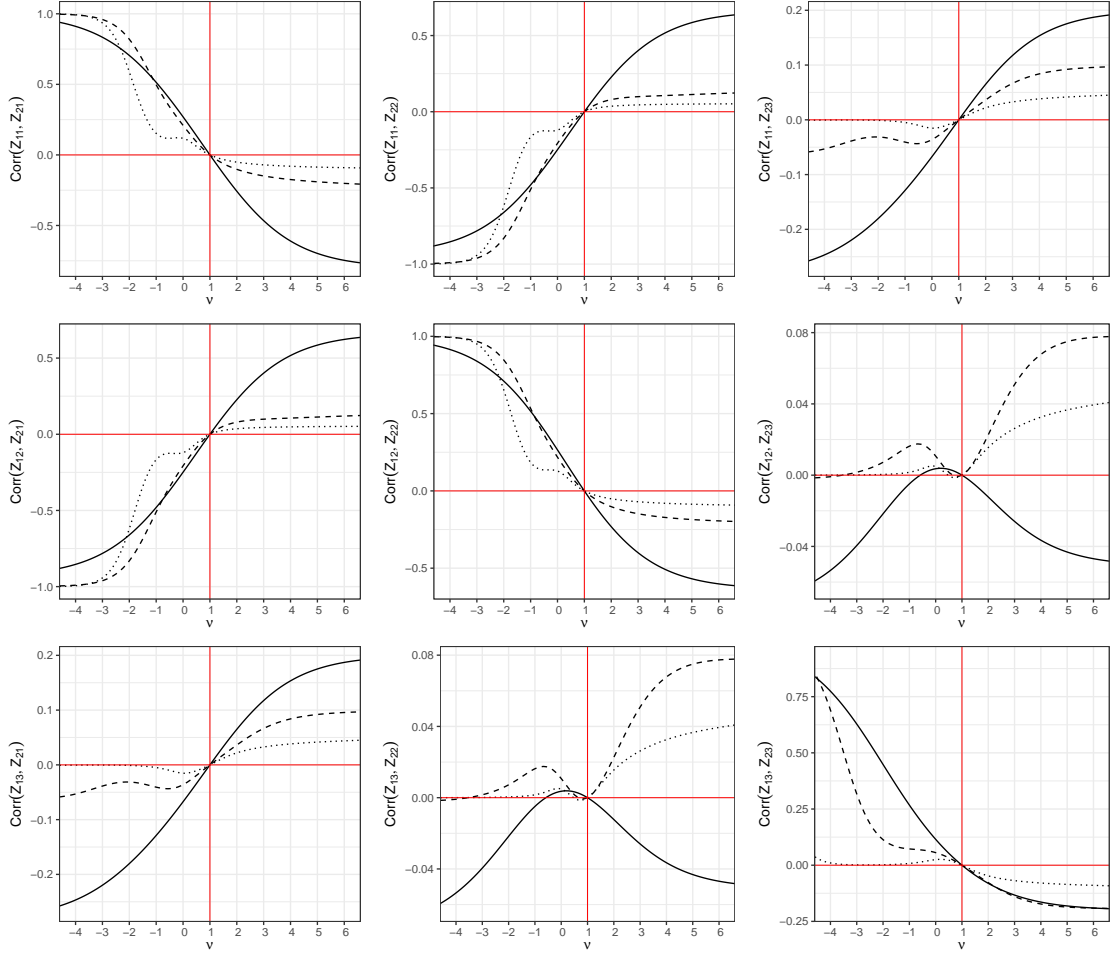 Corr(Z11, Z21)
1.0
0.5
0.0
−0.5
−4 −3 −2 −1 0 1 2 3 4 5 6
ν
Corr(Z11, Z22)
0.5
0.0
−0.5
−1.0
−4 −3 −2 −1 0 1 2 3 4 5 6
ν
Corr(Z11, Z23)
0.2
0.1
0.0
−0.1
−0.2
−4 −3 −2 −1 0 1 2 3 4 5 6
ν
Corr(Z12, Z21)
0.5
0.0
−0.5
−1.0
−4 −3 −2 −1 0 1 2 3 4 5 6
ν
Corr(Z12, Z22)
1.0
0.5
0.0
−0.5
−4 −3 −2 −1 0 1 2 3 4 5 6
ν
Corr(Z12, Z23)
0.08
0.04
0.00
−0.04
−4 −3 −2 −1 0 1 2 3 4 5 6
ν
Corr(Z13, Z21)
0.2
0.1
0.0
−0.1
−0.2
−4 −3 −2 −1 0 1 2 3 4 5 6
ν
Corr(Z13, Z22)
0.08
0.04
0.00
−0.04
−4 −3 −2 −1 0 1 2 3 4 5 6
ν
Corr(Z13, Z23)
0.75
0.50
0.25
0.00
−0.25
−4 −3 −2 −1 0 1 2 3 4 5 6
ν